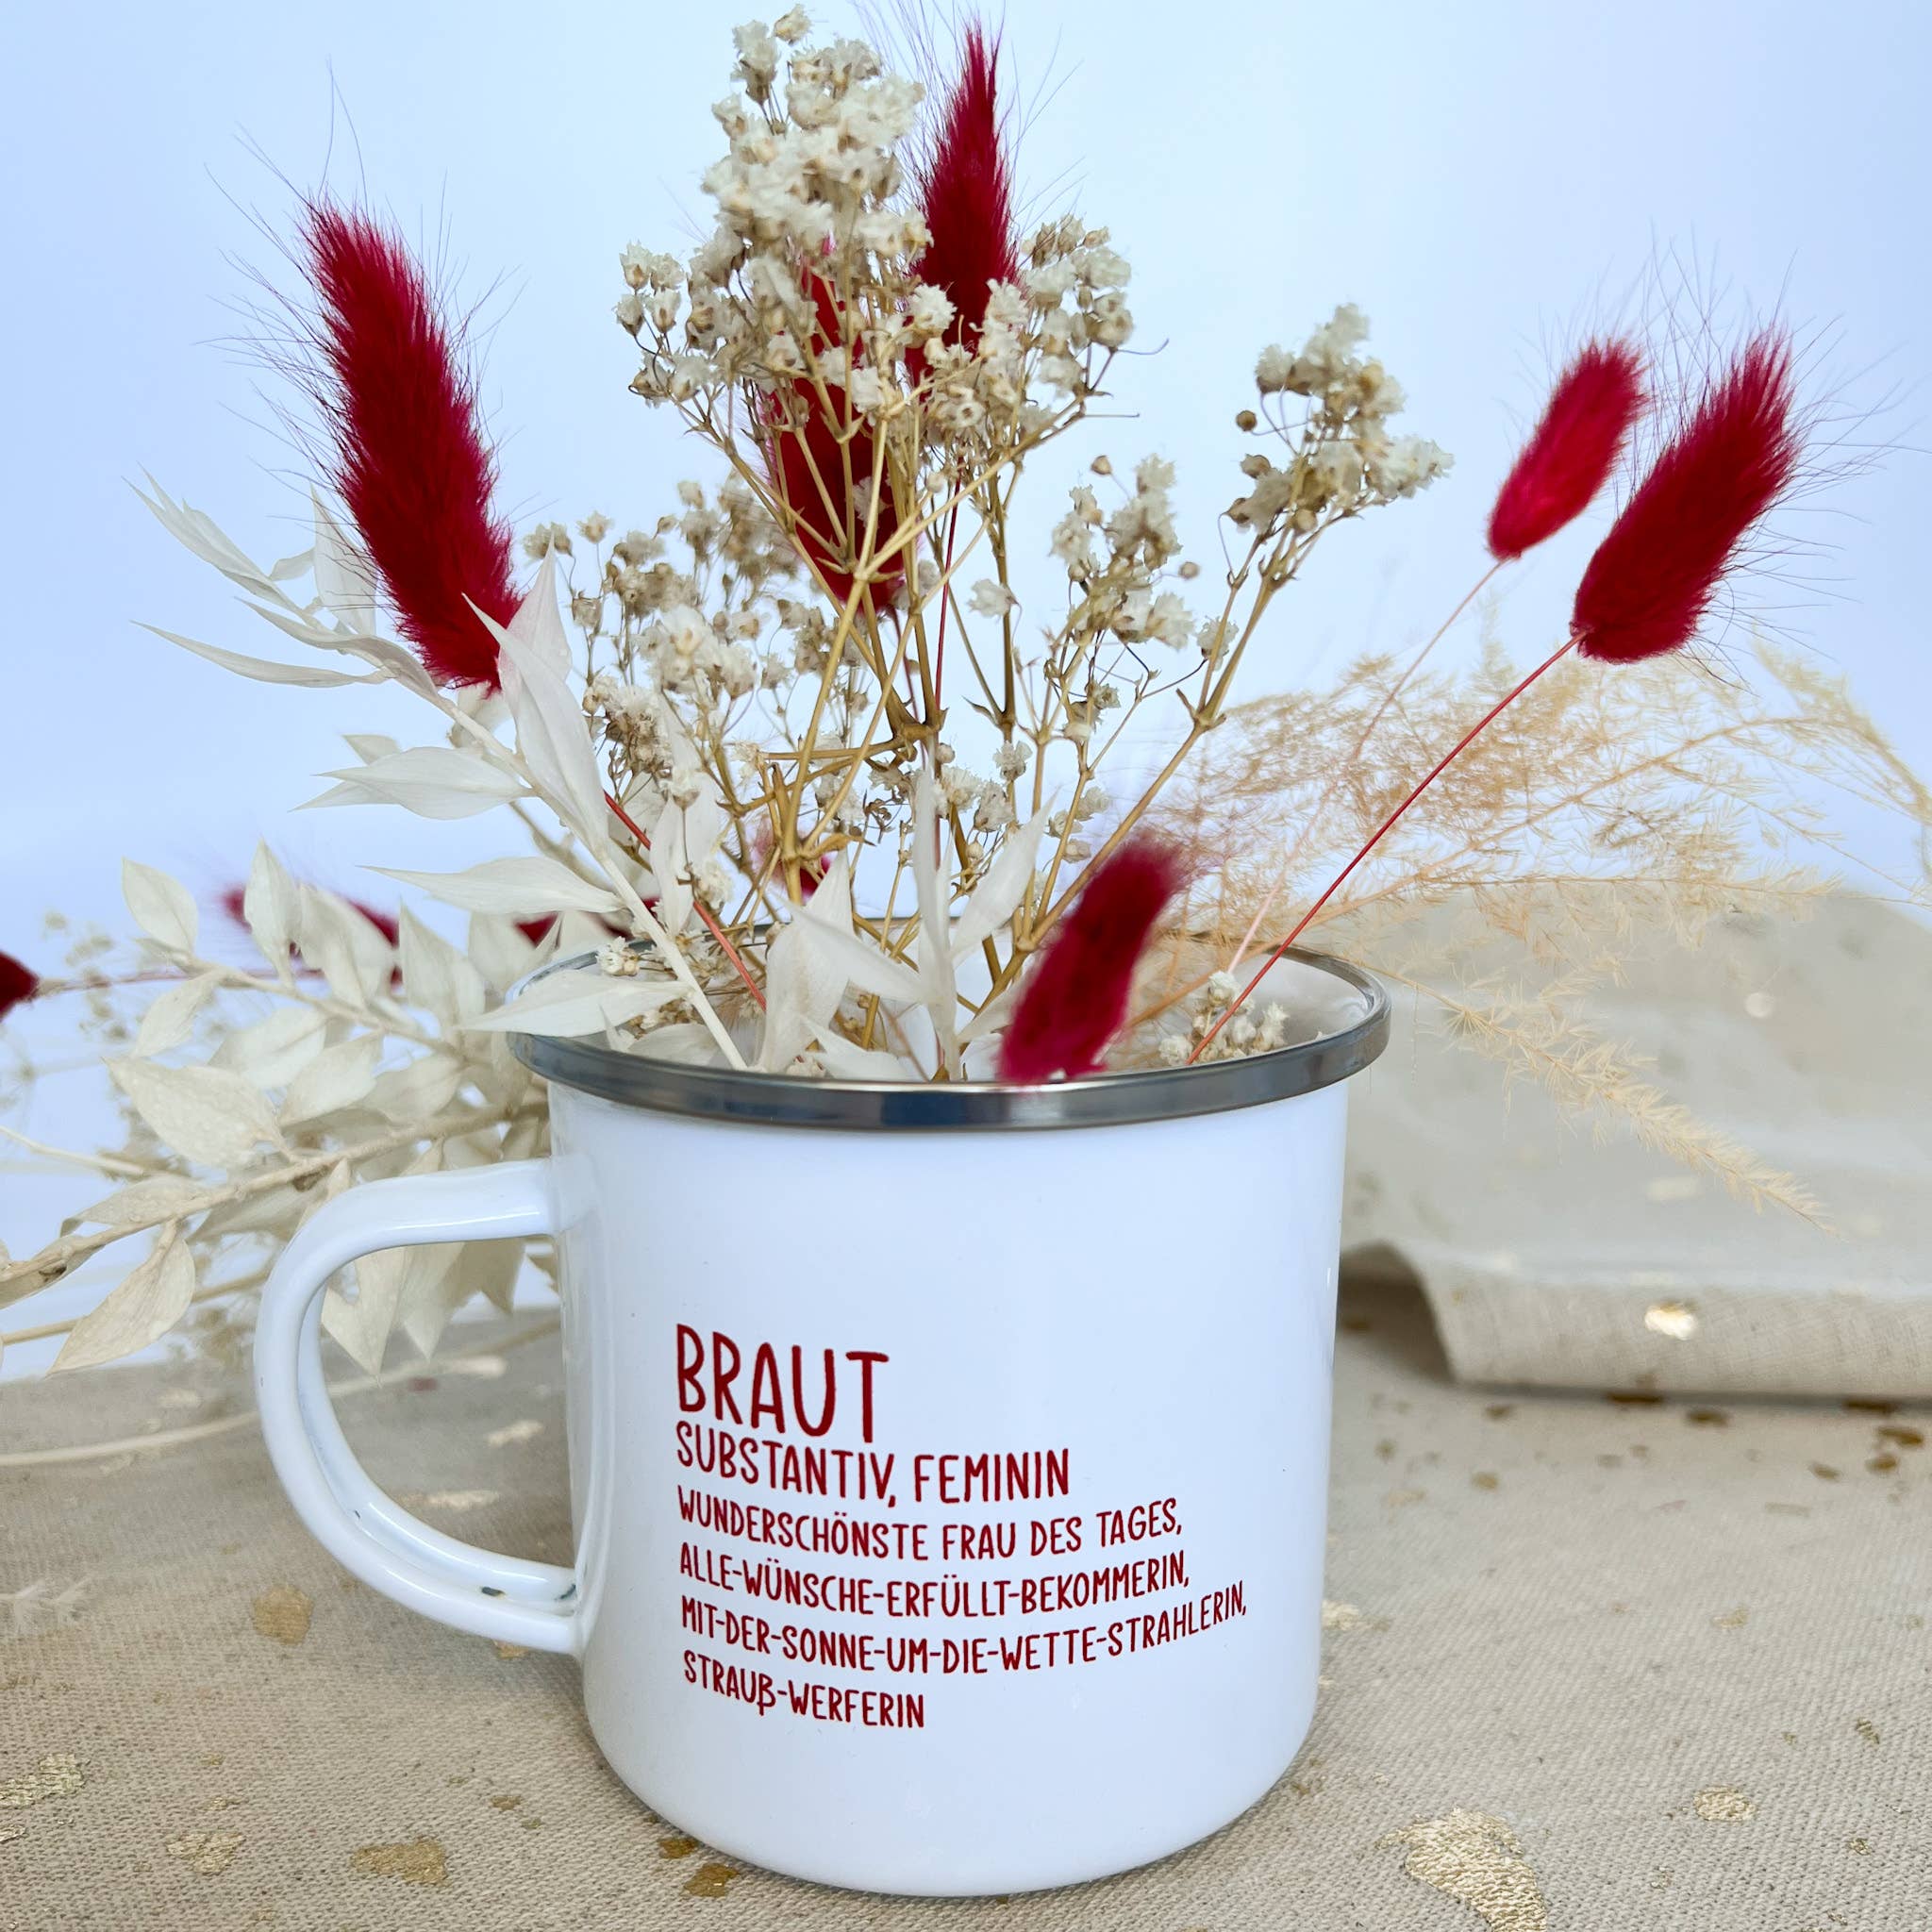 BRAUT
SUBSTANTIV, FEMININ
WUNDERSCHÖNSTE FRAU DES TAGES,
ALLE-WÜNSCHE-ERFÜLLT-BEKOMMERIN,
MIT-DER-SONNE-UM-DIE-WETTE-STRAHLERIN,
STRAUß-WERFERIN